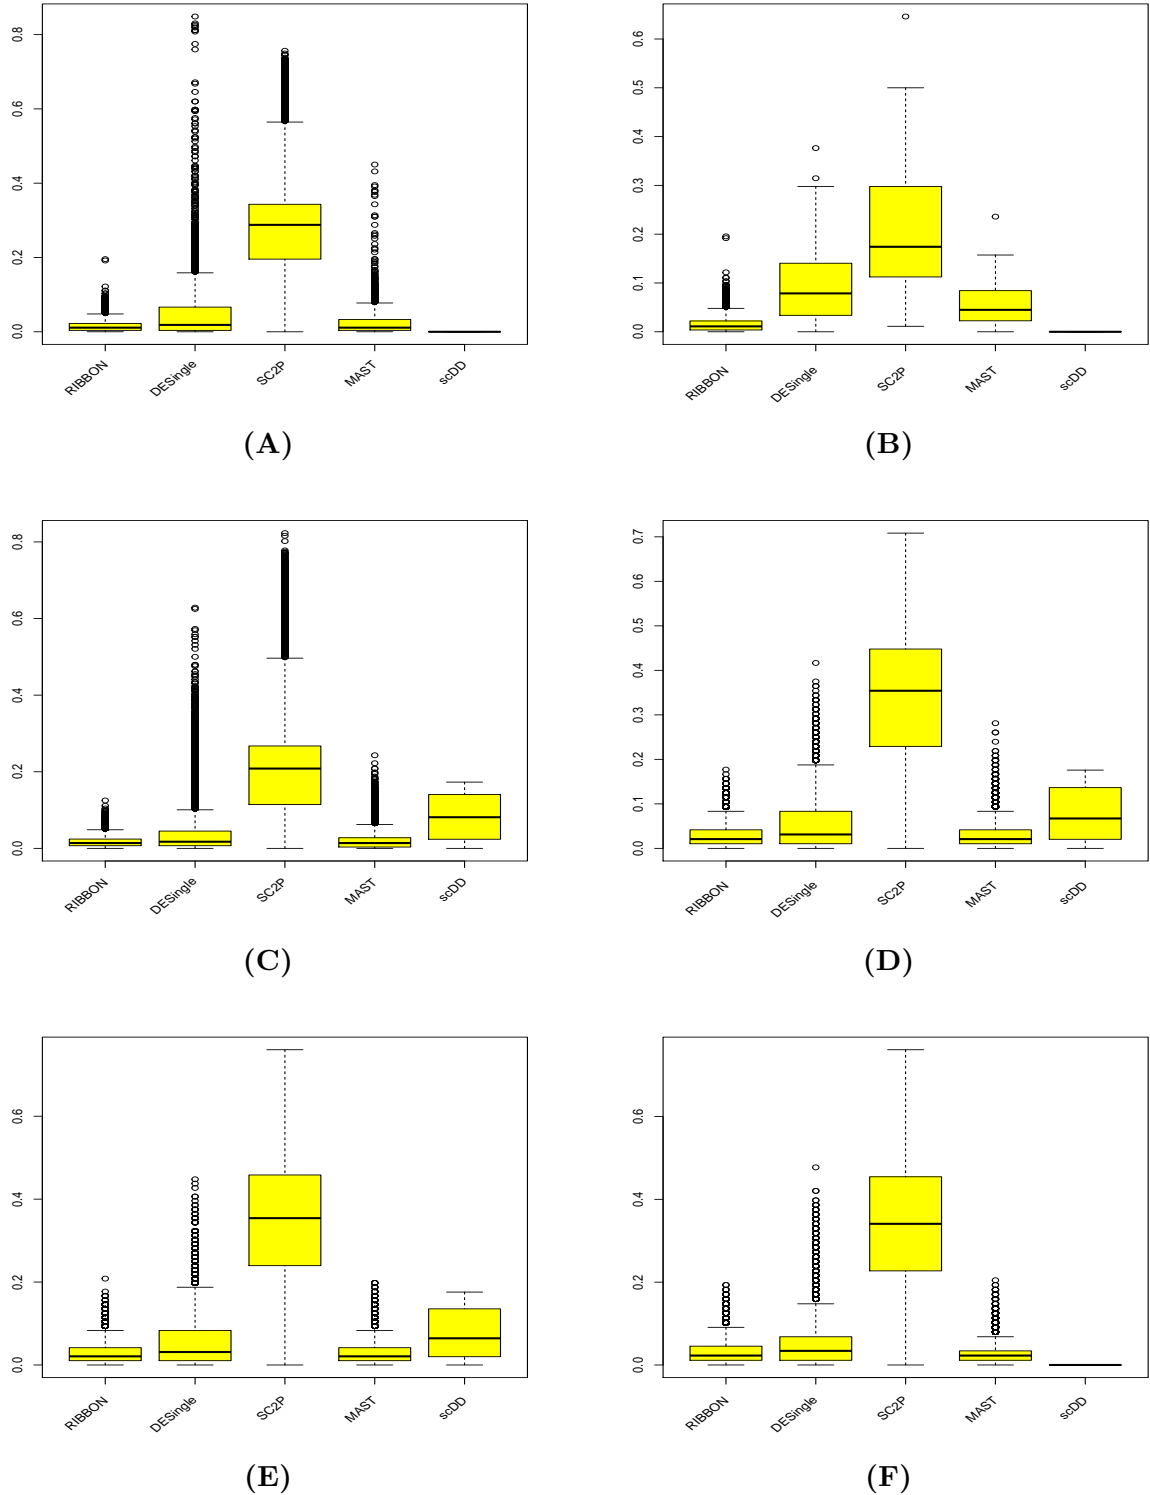 0.0 0.2 0.4 0.6 0.8
RIBBON DESingle SC2P MAST scDD
(A)
0.0 0.1 0.2 0.3 0.4 0.5 0.6
RIBBON DESingle SC2P MAST scDD
(B)
0.0 0.2 0.4 0.6 0.8
RIBBON DESingle SC2P MAST scDD
(C)
0.0 0.1 0.2 0.3 0.4 0.5 0.6 0.7
RIBBON DESingle SC2P MAST scDD
(D)
0.0 0.2 0.4 0.6
RIBBON DESingle SC2P MAST scDD
(E)
0.0 0.2 0.4 0.6
RIBBON DESingle SC2P MAST scDD
(F)